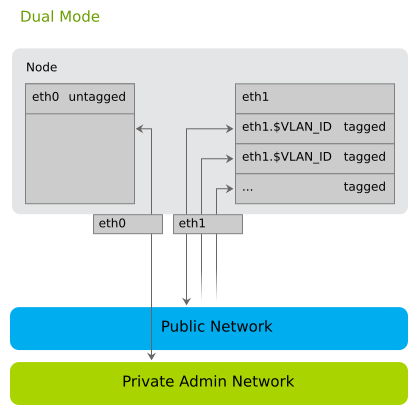 Dual Mode
Node
eth0 untagged
eth1
eth1.$VLAN_ID tagged
eth1.$VLAN_ID tagged
... tagged
eth0
eth1
Public Network
Private Admin Network